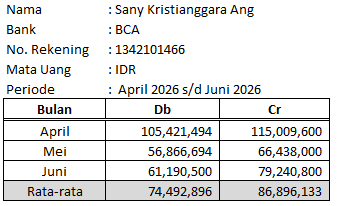 Nama : Sany Kristianggara Ang
Bank : BCA
No. Rekening : 1342101466
Mata Uang : IDR
Periode : April 2026 s/d Juni 2026
Bulan Db Cr
April 105,421,494 115,009,600
Mei 56,866,694 66,438,000
Juni 61,190,500 79,240,800
Rata-rata 74,492,896 86,896,133